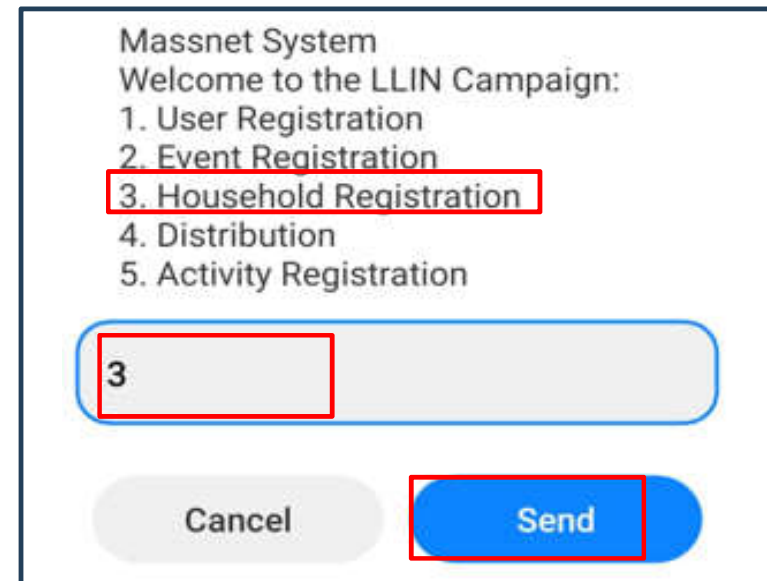 Massnet System
Welcome to the LLIN Campaign:
1. User Registration
2. Event Registration
3. Household Registration
4. Distribution
5. Activity Registration
3
Cancel
Send